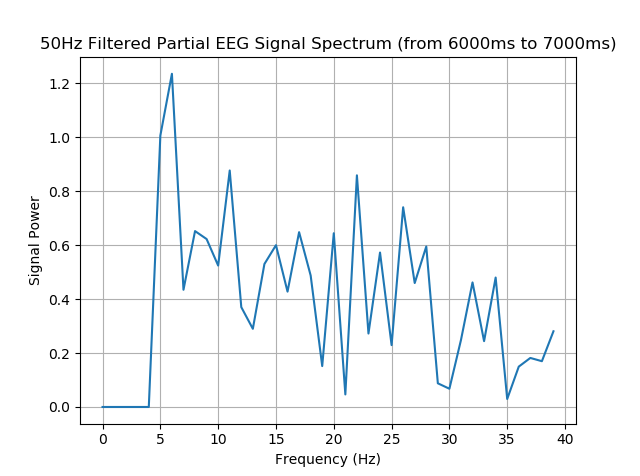 50Hz Filtered Partial EEG Signal Spectrum (from 6000ms to 7000ms)
1.2
1.0
0.8
0.6
0.4
0.2
0.0
Signal Power
0 5 10 15 20 25 30 35 40
Frequency (Hz)